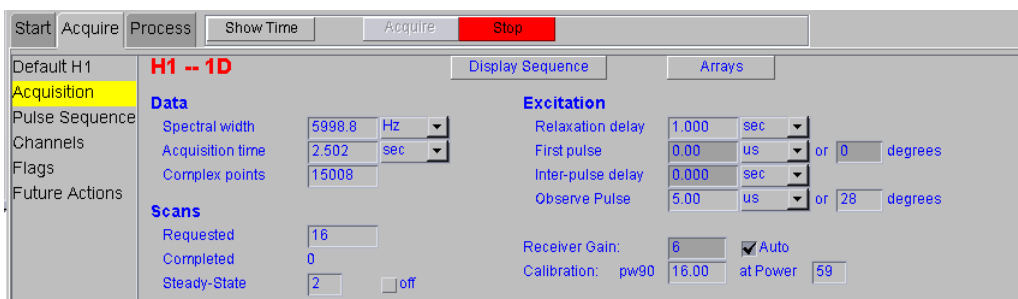 Start Acquire Process Show Time Acquire Stop
Default H1
Acquisition
Pulse Sequence
Channels
Flags
Future Actions
H1 -- 1D Display Sequence Arrays
Data
Spectral width 5998.8 Hz
Acquisition time 2.502 sec
Complex points 15008
Scans
Requested 16
Completed 0
Steady-State 2 off
Excitation
Relaxation delay 1.000 sec
First pulse 0.00 us or 0 degrees
Inter-pulse delay 0.000 sec
Observe Pulse 5.00 us or 28 degrees
Receiver Gain: 6 Auto
Calibration: pw90 16.00 at Power 59